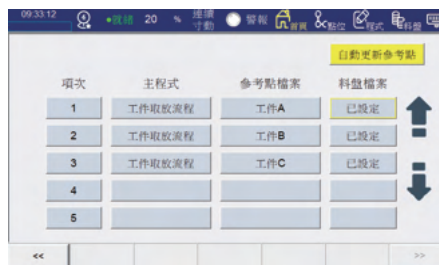 09:33:12 •就緒 20 % 連續寸動 警報 首頁 點位 程式 料盤
自動更新參考點
項次 主程式 參考點檔案 料盤檔案
1 工件取放流程 工件A 已設定
2 工件取放流程 工件B 已設定
3 工件取放流程 工件C 已設定
4
5
<< >>